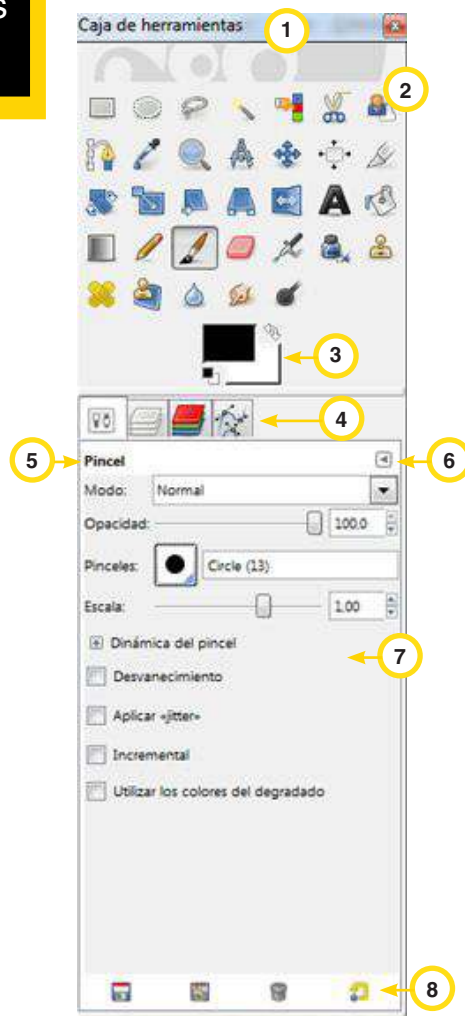 s
Caja de herramientas
1
2
3
4
5
Pincel
6
Modo: Normal
Opacidad: 100.0
Pinceles: Circle (13)
Escala: 1.00
Dinámica del pincel
7
Desvanecimiento
Aplicar «jitter»
Incremental
Utilizar los colores del degradado
8